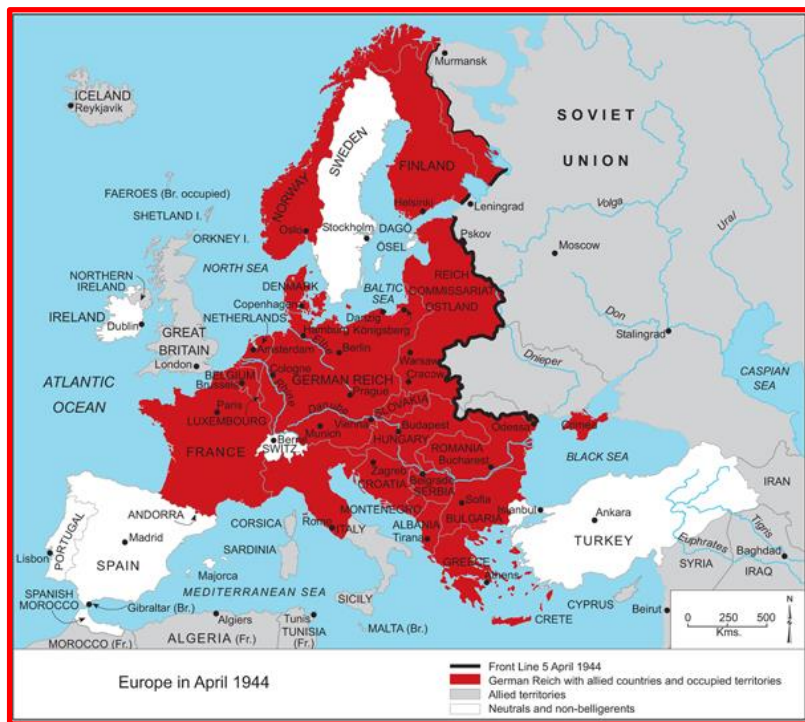 Murmansk
ICELAND
Reykjavik
SOVIET
UNION
SWEDEN
FINLAND
NORWAY
FAEROES (Br. occupied)
Helsinki
Leningrad
Volga
Ural
SHETLAND I.
Oslo
Stockholm
DAGÖ
Pskov
ORKNEY I.
ÖSEL
Moscow
NORTH SEA
REICH
NORTHERN
IRELAND
DENMARK
BALTIC
SEA
COMMISSARIAT
OSTLAND
Copenhagen
Don
IRELAND
NETHERLANDS
Danzig
Dublin
Hamburg
Königsberg
GREAT
BRITAIN
Elbe
Stalingrad
Amsterdam
Berlin
Warsaw
Dnieper
London
Cologne
Cracow
BELGIUM
Brussels
GERMAN REICH
CASPIAN
SEA
ATLANTIC
OCEAN
Rhine
Prague
Paris
LUXEMBOURG
Danube
SLOVAKIA
Vienna
Budapest
Odessa
Munich
Crimea
Bern
SWITZ.
HUNGARY
FRANCE
ROMANIA
Zagreb
Bucharest
BLACK SEA
CROATIA
Belgrade
SERBIA
IRAN
ANDORRA
MONTENEGRO
Sofia
BULGARIA
Istanbul
CORSICA
Rome
ITALY
Ankara
PORTUGAL
Madrid
ALBANIA
Tirana
TURKEY
Tigris
Lisbon
SARDINIA
Euphrates
SPAIN
Majorca
GREECE
Baghdad
Athens
SYRIA
IRAQ
MEDITERRANEAN SEA
SPANISH
MOROCCO
Gibraltar (Br.)
SICILY
CYPRUS
Beirut
Algiers
Tunis
CRETE
MOROCCO (Fr.)
ALGERIA (Fr.)
TUNISIA
(Fr.)
MALTA (Br.)
N
0 250 500
Kms.
Europe in April 1944
Front Line 5 April 1944
German Reich with allied countries and occupied territories
Allied territories
Neutrals and non-belligerents